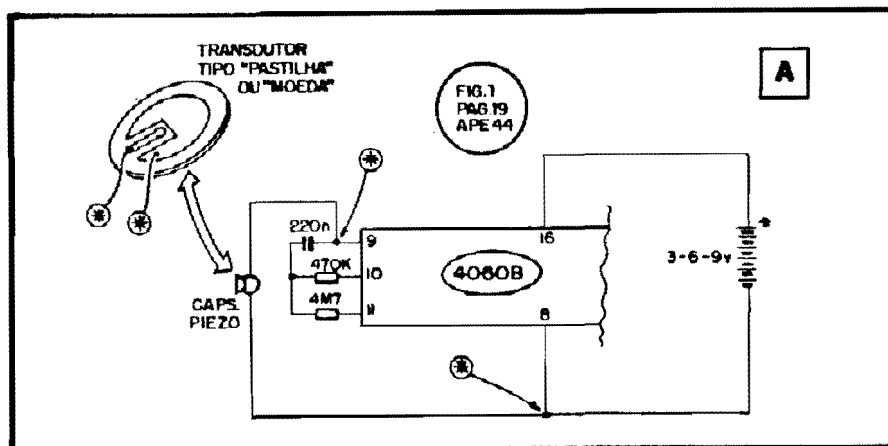 TRANSDUTOR
TIPO "PASTILHA"
OU "MOEDA"
FIG.1
PAG.19
APE 44
A
220n
9
16
470K
10
4060B
3-6-9v
+
4M7
11
8
CAPS.
PIEZO